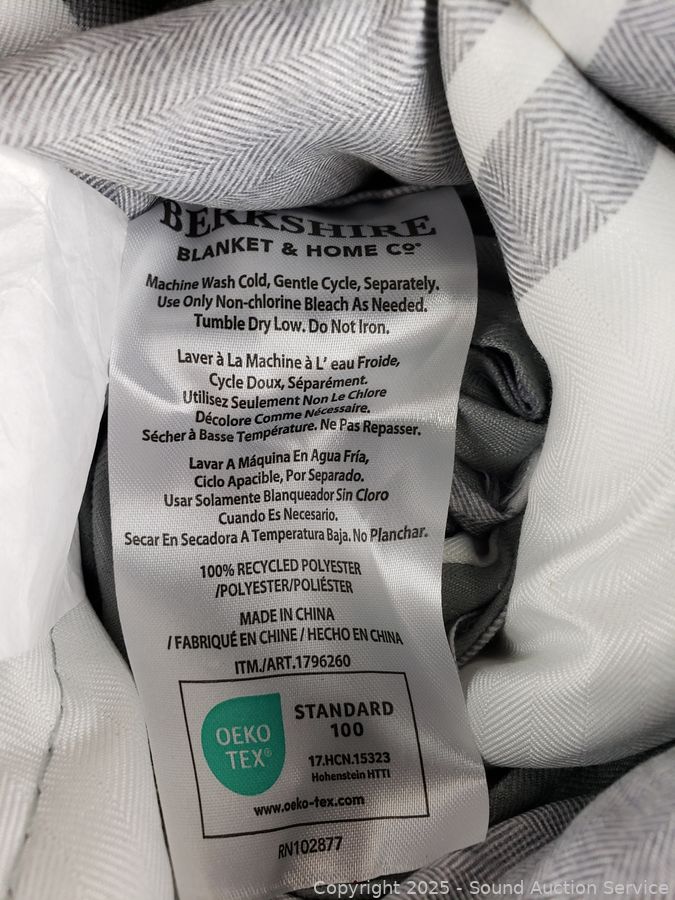 BERKSHIRE
BLANKET & HOME Co®
Machine Wash Cold, Gentle Cycle, Separately.
Use Only Non-chlorine Bleach As Needed.
Tumble Dry Low. Do Not Iron.
Laver à La Machine à L' eau Froide,
Cycle Doux, Séparément.
Utilisez Seulement Non Le Chlore
Décolore Comme Nécessaire.
Sécher à Basse Température. Ne Pas Repasser.
Lavar A Máquina En Agua Fría,
Ciclo Apacible, Por Separado.
Usar Solamente Blanqueador Sin Cloro
Cuando Es Necesario.
Secar En Secadora A Temperatura Baja. No Planchar.
100% RECYCLED POLYESTER
/POLYESTER/POLIÉSTER
MADE IN CHINA
/ FABRIQUÉ EN CHINE / HECHO EN CHINA
ITM./ART.1796260
OEKO
TEX®
STANDARD
100
17.HCN.15323
Hohenstein HTTI
www.oeko-tex.com
RN102877
Copyright 2025 - Sound Auction Service